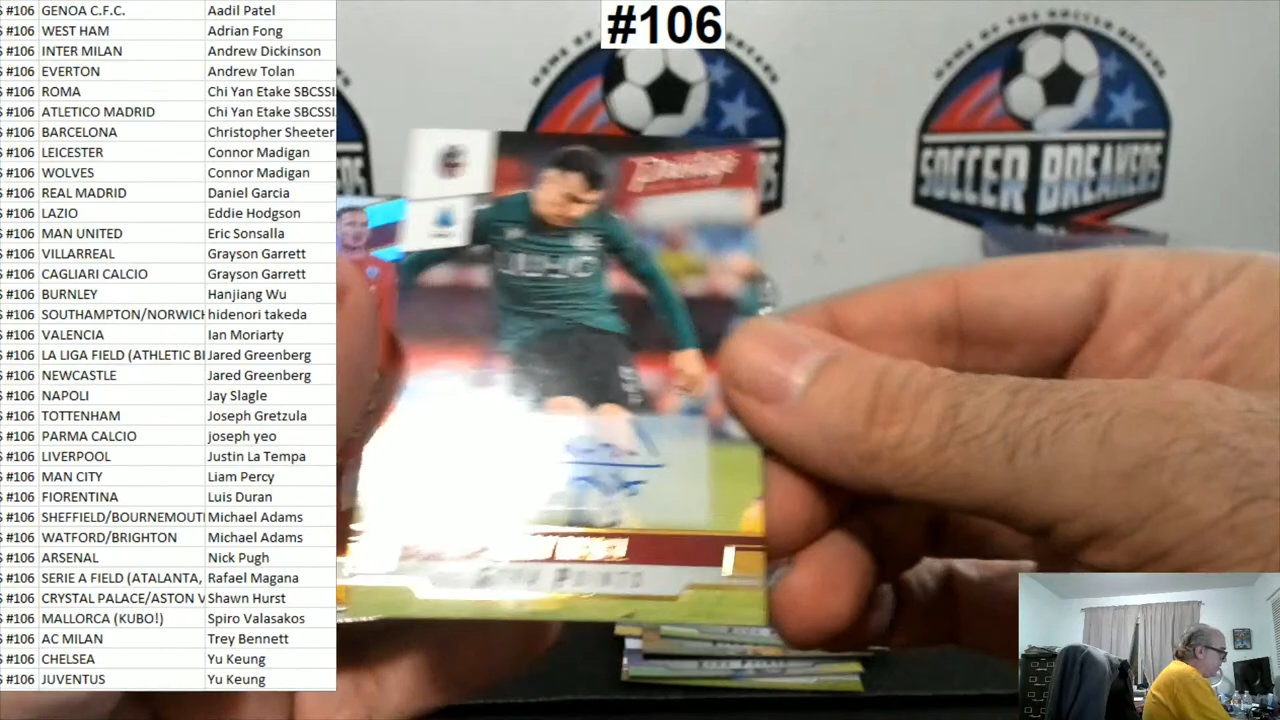 #106
$ #106 GENOA C.F.C. Aadil Patel
$ #106 WEST HAM Adrian Fong
$ #106 INTER MILAN Andrew Dickinson
$ #106 EVERTON Andrew Tolan
$ #106 ROMA Chi Yan Etake SBCSSI
$ #106 ATLETICO MADRID Chi Yan Etake SBCSSI
$ #106 BARCELONA Christopher Sheeter
$ #106 LEICESTER Connor Madigan
$ #106 WOLVES Connor Madigan
$ #106 REAL MADRID Daniel Garcia
$ #106 LAZIO Eddie Hodgson
$ #106 MAN UNITED Eric Sonsalla
$ #106 VILLARREAL Grayson Garrett
$ #106 CAGLIARI CALCIO Grayson Garrett
$ #106 BURNLEY Hanjiang Wu
$ #106 SOUTHAMPTON/NORWICH hidenori takeda
$ #106 VALENCIA Ian Moriarty
$ #106 LA LIGA FIELD (ATHLETIC BI Jared Greenberg
$ #106 NEWCASTLE Jared Greenberg
$ #106 NAPOLI Jay Slagle
$ #106 TOTTENHAM Joseph Gretzula
$ #106 PARMA CALCIO joseph yeo
$ #106 LIVERPOOL Justin La Tempa
$ #106 MAN CITY Liam Percy
$ #106 FIORENTINA Luis Duran
$ #106 SHEFFIELD/BOURNEMOUTH Michael Adams
$ #106 WATFORD/BRIGHTON Michael Adams
$ #106 ARSENAL Nick Pugh
$ #106 SERIE A FIELD (ATALANTA, Rafael Magana
$ #106 CRYSTAL PALACE/ASTON V Shawn Hurst
$ #106 MALLORCA (KUBO!) Spiro Valasakos
$ #106 AC MILAN Trey Bennett
$ #106 CHELSEA Yu Keung
$ #106 JUVENTUS Yu Keung
HOME OF THE SOCCER BREAKERS
SOCCER BREAKERS
Prestige